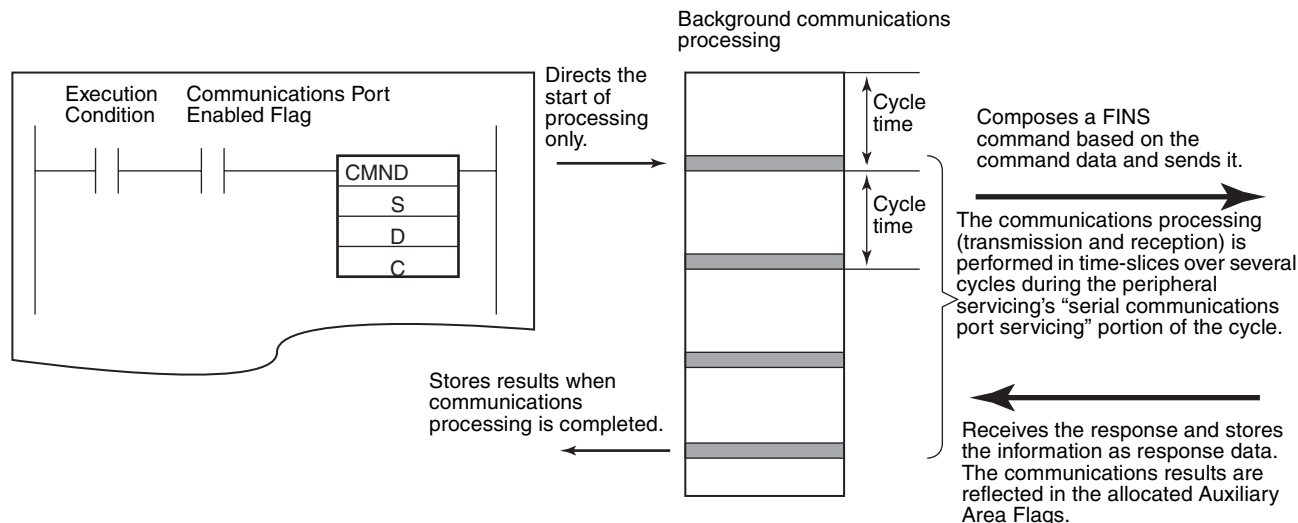 Background communications
processing
Execution
Condition
Communications Port
Enabled Flag
CMND
S
D
C
Directs the
start of
processing
only.
Cycle
time
Cycle
time
Composes a FINS
command based on the
command data and sends it.
The communications processing
(transmission and reception) is
performed in time-slices over several
cycles during the peripheral
servicing's “serial communications
port servicing” portion of the cycle.
Stores results when
communications
processing is completed.
Receives the response and stores
the information as response data.
The communications results are
reflected in the allocated Auxiliary
Area Flags.